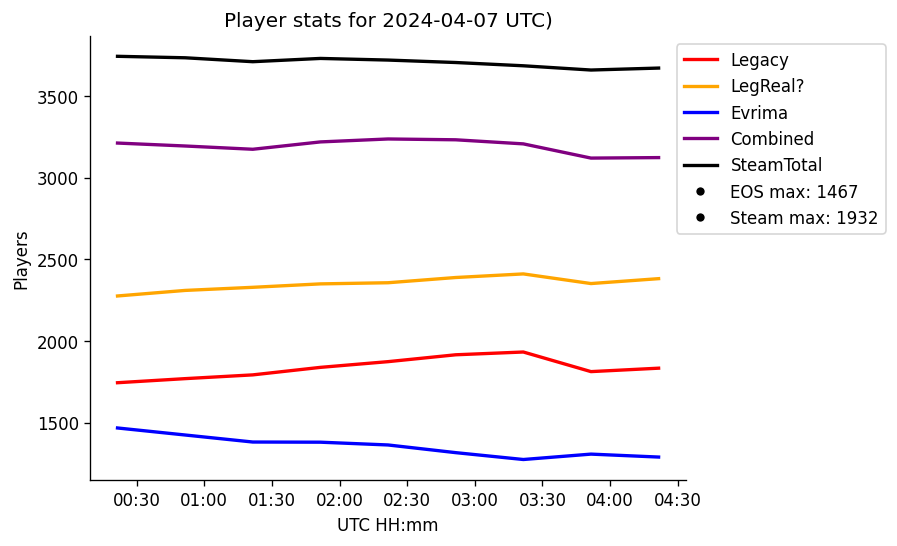 Player stats for 2024-04-07 UTC)
Legacy
LegReal?
Evrima
Combined
SteamTotal
EOS max: 1467
Steam max: 1932
Players
3500
3000
2500
2000
1500
00:30 01:00 01:30 02:00 02:30 03:00 03:30 04:00 04:30
UTC HH:mm